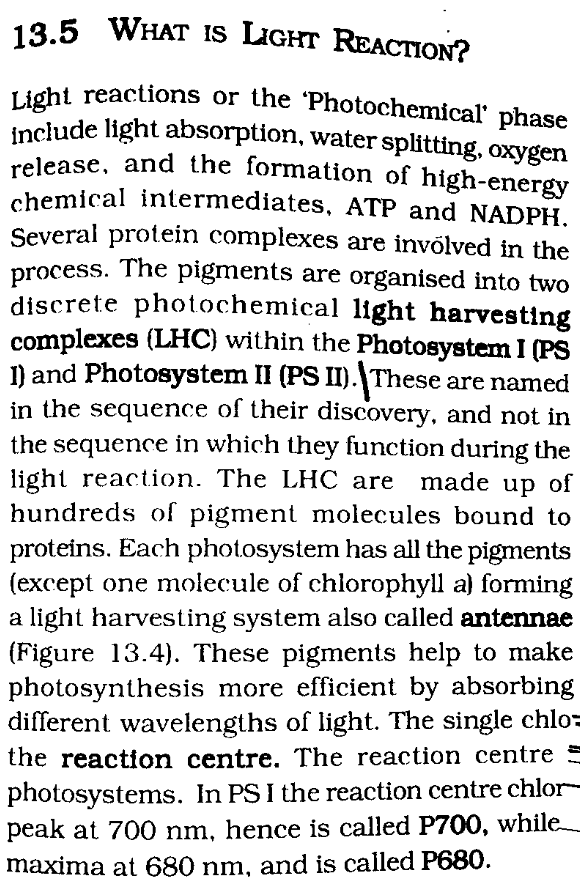 13.5 WHAT IS LIGHT REACTION?
Light reactions or the ‘Photochemical’ phase
include light absorption, water splitting, oxygen
release, and the formation of high-energy
chemical intermediates, ATP and NADPH.
Several protein complexes are involved in the
process. The pigments are organised into two
discrete photochemical light harvesting
complexes (LHC) within the Photosystem I (PS
I) and Photosystem II (PS II). These are named
in the sequence of their discovery, and not in
the sequence in which they function during the
light reaction. The LHC are made up of
hundreds of pigment molecules bound to
proteins. Each photosystem has all the pigments
(except one molecule of chlorophyll a) forming
a light harvesting system also called antennae
(Figure 13.4). These pigments help to make
photosynthesis more efficient by absorbing
different wavelengths of light. The single chlo
the reaction centre. The reaction centre
photosystems. In PS I the reaction centre chlor
peak at 700 nm, hence is called P700, while
maxima at 680 nm, and is called P680.